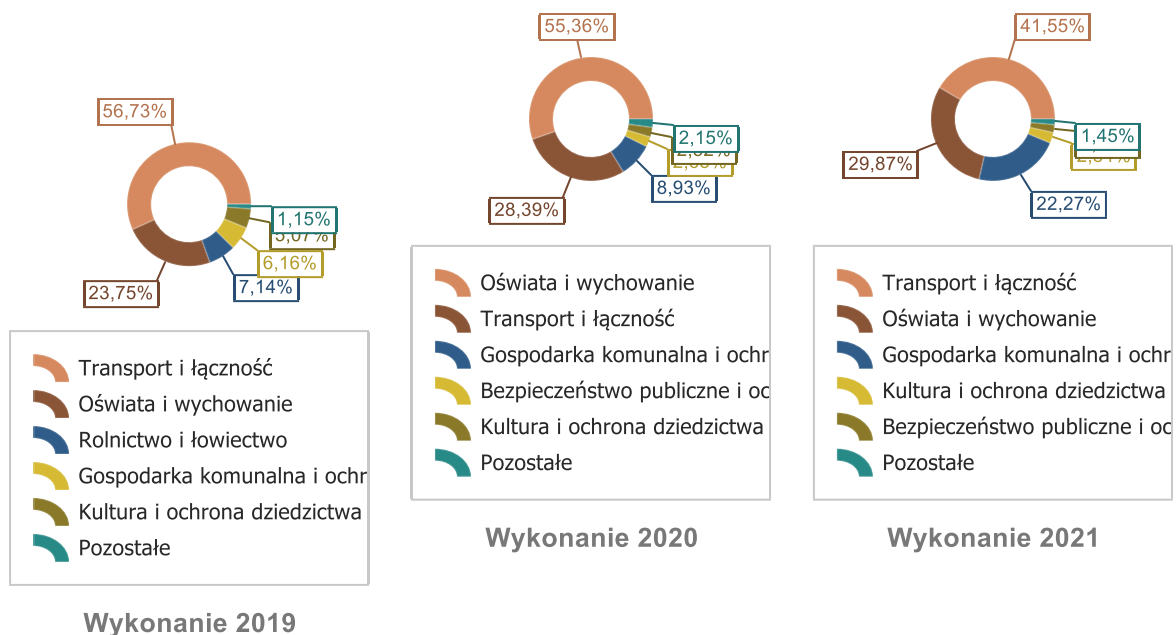 56,73%
1,15%
5,07%
6,16%
7,14%
23,75%
Transport i łączność
Oświata i wychowanie
Rolnictwo i łowiectwo
Gospodarka komunalna i ochr
Kultura i ochrona dziedzictwa
Pozostałe
Wykonanie 2019
55,36%
2,15%
8,93%
28,39%
Oświata i wychowanie
Transport i łączność
Gospodarka komunalna i ochr
Bezpieczeństwo publiczne i oc
Kultura i ochrona dziedzictwa
Pozostałe
Wykonanie 2020
41,55%
1,45%
29,87%
22,27%
Transport i łączność
Oświata i wychowanie
Gospodarka komunalna i ochr
Kultura i ochrona dziedzictwa
Bezpieczeństwo publiczne i oc
Pozostałe
Wykonanie 2021